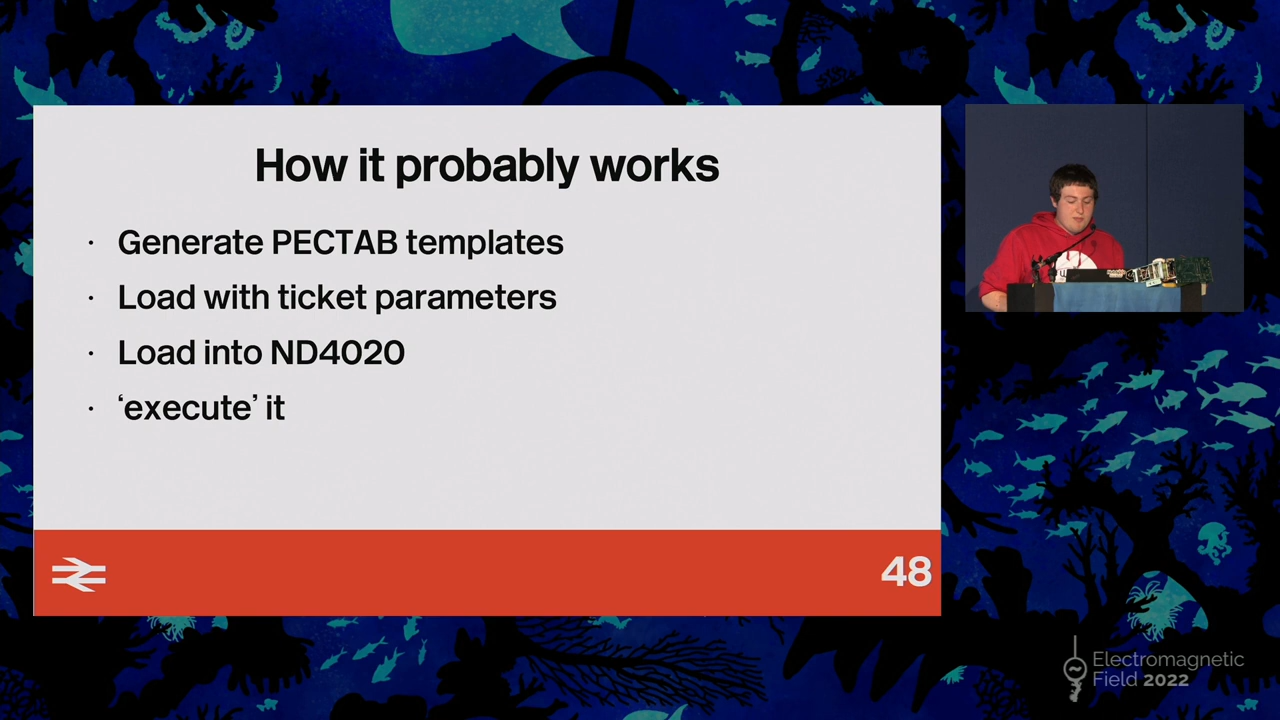 How it probably works
· Generate PECTAB templates
· Load with ticket parameters
· Load into ND4020
· ‘execute’ it
48
Electromagnetic
Field 2022